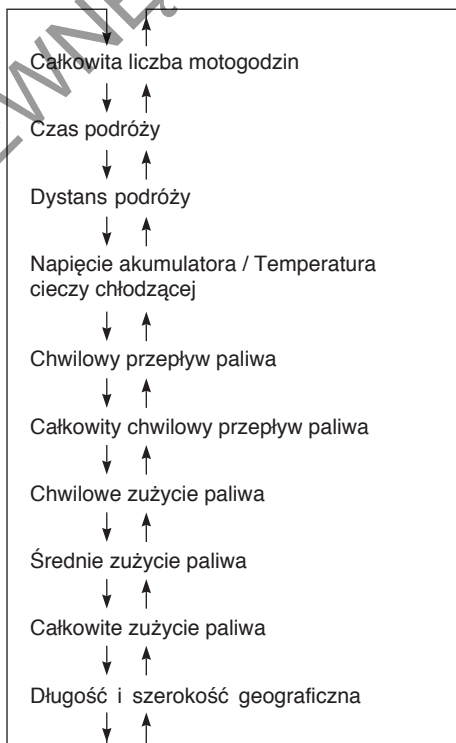 Całkowita liczba motogodzin
Czas podróży
Dystans podróży
Napięcie akumulatora / Temperatura
cieczy chłodzącej
Chwilowy przepływ paliwa
Całkowity chwilowy przepływ paliwa
Chwilowe zużycie paliwa
Średnie zużycie paliwa
Całkowite zużycie paliwa
Długość i szerokość geograficzna